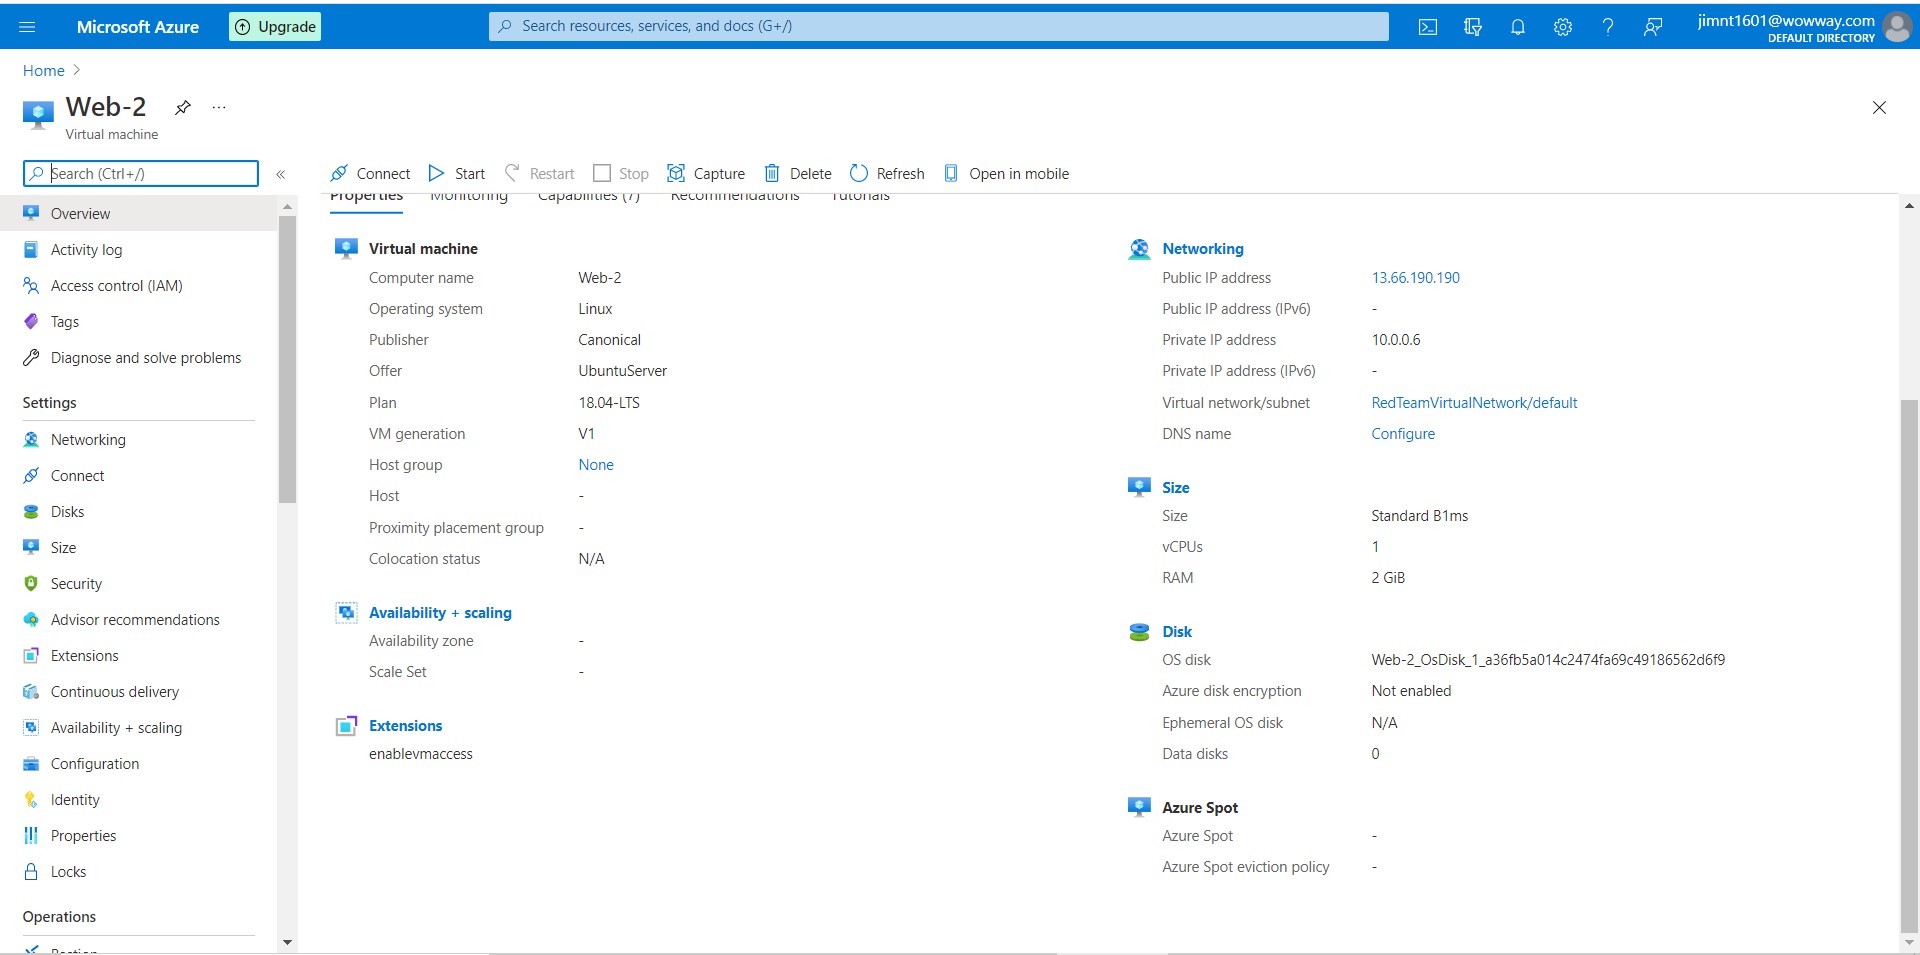 Microsoft Azure Upgrade Search resources, services, and docs (G+/) jimnt1601@wowway.com
DEFAULT DIRECTORY
Home
Web-2 ...
Virtual machine
Search (Ctrl+/) «
Connect Start Restart Stop Capture Delete Refresh Open in mobile
Properties Monitoring Capabilities (7) Recommendations Tutorials
Overview
Activity log
Access control (IAM)
Tags
Diagnose and solve problems
Settings
Networking
Connect
Disks
Size
Security
Advisor recommendations
Extensions
Continuous delivery
Availability + scaling
Configuration
Identity
Properties
Locks
Operations
Bastion
Virtual machine
Computer name Web-2
Operating system Linux
Publisher Canonical
Offer UbuntuServer
Plan 18.04-LTS
VM generation V1
Host group None
Host -
Proximity placement group -
Colocation status N/A
Availability + scaling
Availability zone -
Scale Set -
Extensions
enablevmaccess
Networking
Public IP address 13.66.190.190
Public IP address (IPv6) -
Private IP address 10.0.0.6
Private IP address (IPv6) -
Virtual network/subnet RedTeamVirtualNetwork/default
DNS name Configure
Size
Size Standard B1ms
vCPUs 1
RAM 2 GiB
Disk
OS disk Web-2_OsDisk_1_a36fb5a014c2474fa69c49186562d6f9
Azure disk encryption Not enabled
Ephemeral OS disk N/A
Data disks 0
Azure Spot
Azure Spot -
Azure Spot eviction policy -